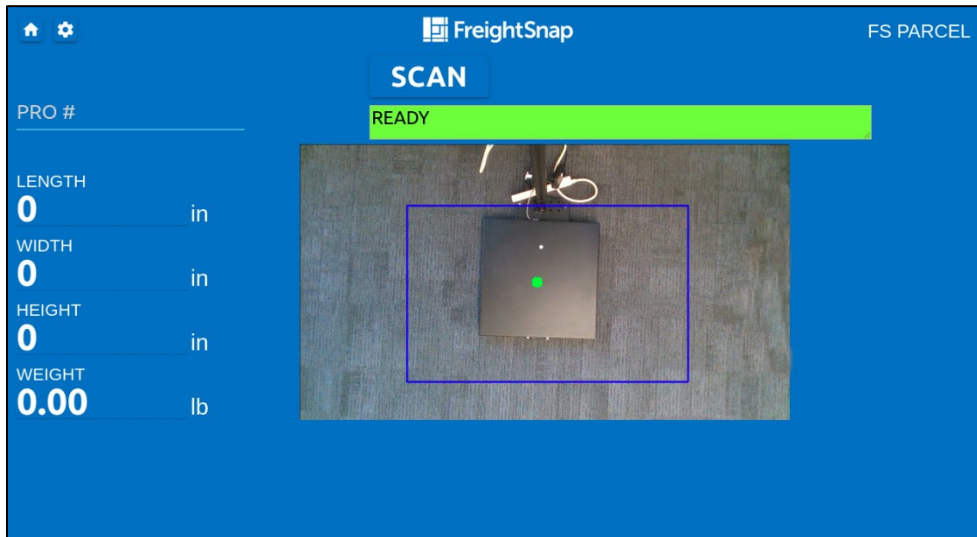 FreightSnap
FS PARCEL
SCAN
PRO #
READY
LENGTH
0 in
WIDTH
0 in
HEIGHT
0 in
WEIGHT
0.00 lb